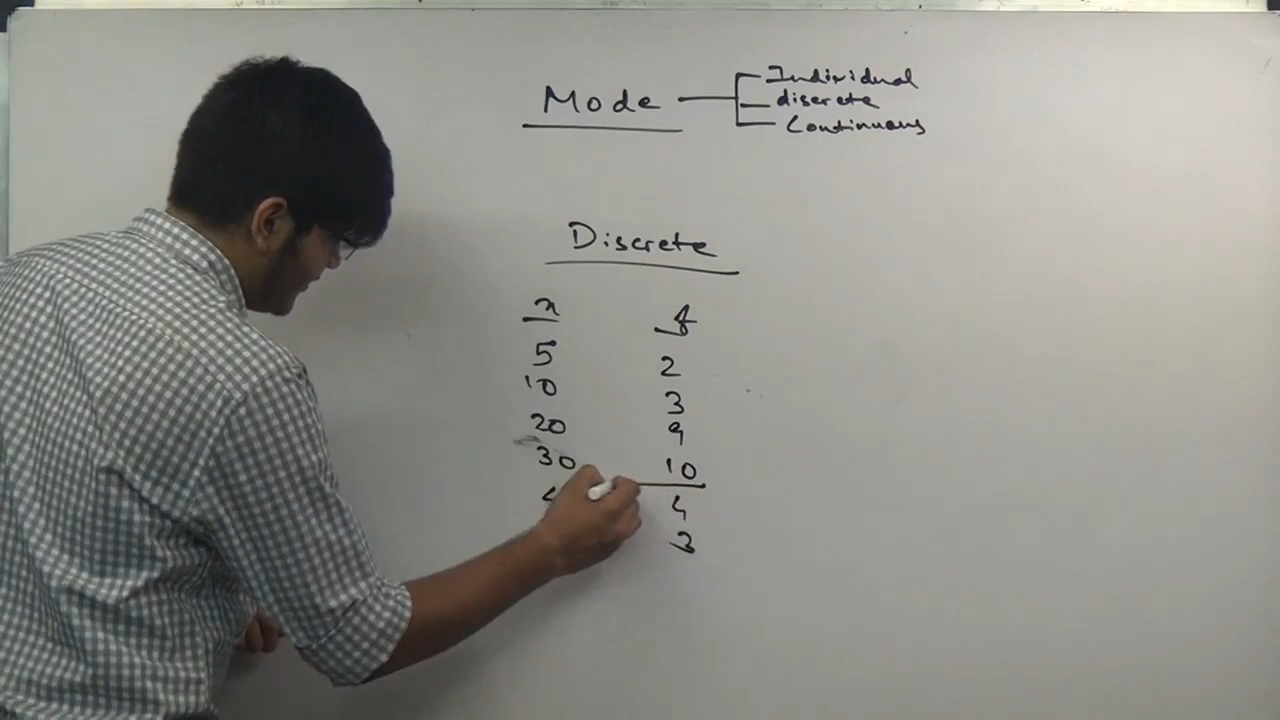 Mode
Individual
discrete
Continuous
Discrete
x f
5 2
10 3
20 9
30 10
4
3